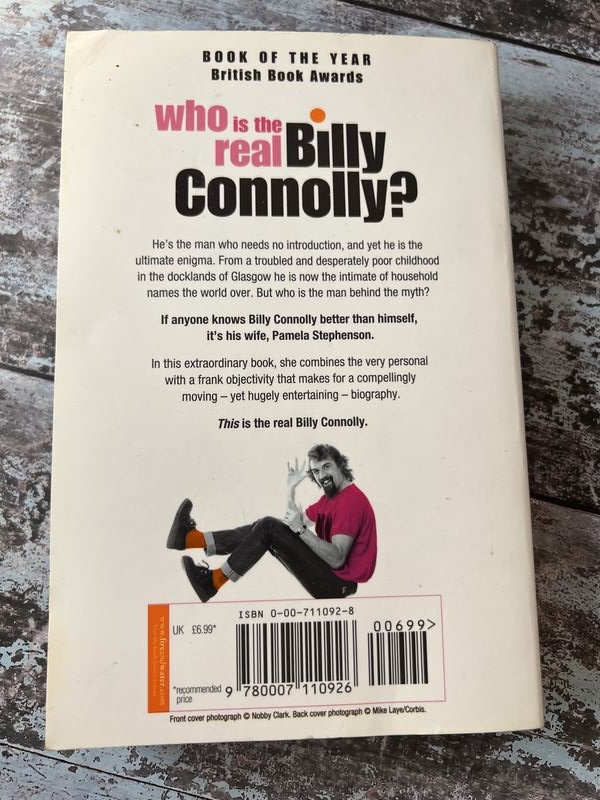 BOOK OF THE YEAR
British Book Awards
who is the
real Billy
Connolly?
He's the man who needs no introduction, and yet he is the
ultimate enigma. From a troubled and desperately poor childhood
in the docklands of Glasgow he is now the intimate of household
names the world over. But who is the man behind the myth?
If anyone knows Billy Connolly better than himself,
it's his wife, Pamela Stephenson.
In this extraordinary book, she combines the very personal
with a frank objectivity that makes for a compellingly
moving – yet hugely entertaining – biography.
This is the real Billy Connolly.
www.fireandwater.com
ISBN 0-00-711092-8
UK £6.99*
00699>
*recommended
price
9 780007 110926
Front cover photograph © Nobby Clark. Back cover photograph © Mike Laye/Corbis.